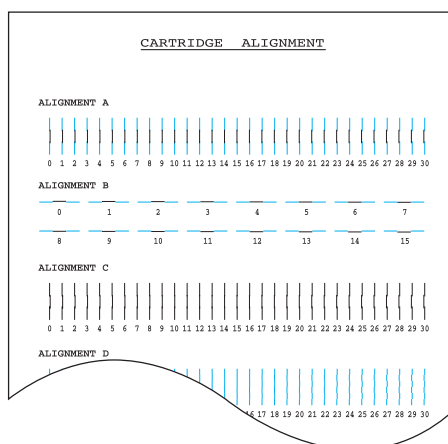 CARTRIDGE ALIGNMENT
ALIGNMENT A
0 1 2 3 4 5 6 7 8 9 10 11 12 13 14 15 16 17 18 19 20 21 22 23 24 25 26 27 28 29 30
ALIGNMENT B
0 1 2 3 4 5 6 7
8 9 10 11 12 13 14 15
ALIGNMENT C
0 1 2 3 4 5 6 7 8 9 10 11 12 13 14 15 16 17 18 19 20 21 22 23 24 25 26 27 28 29 30
ALIGNMENT D
16 17 18 19 20 21 22 23 24 25 26 27 28 29 30